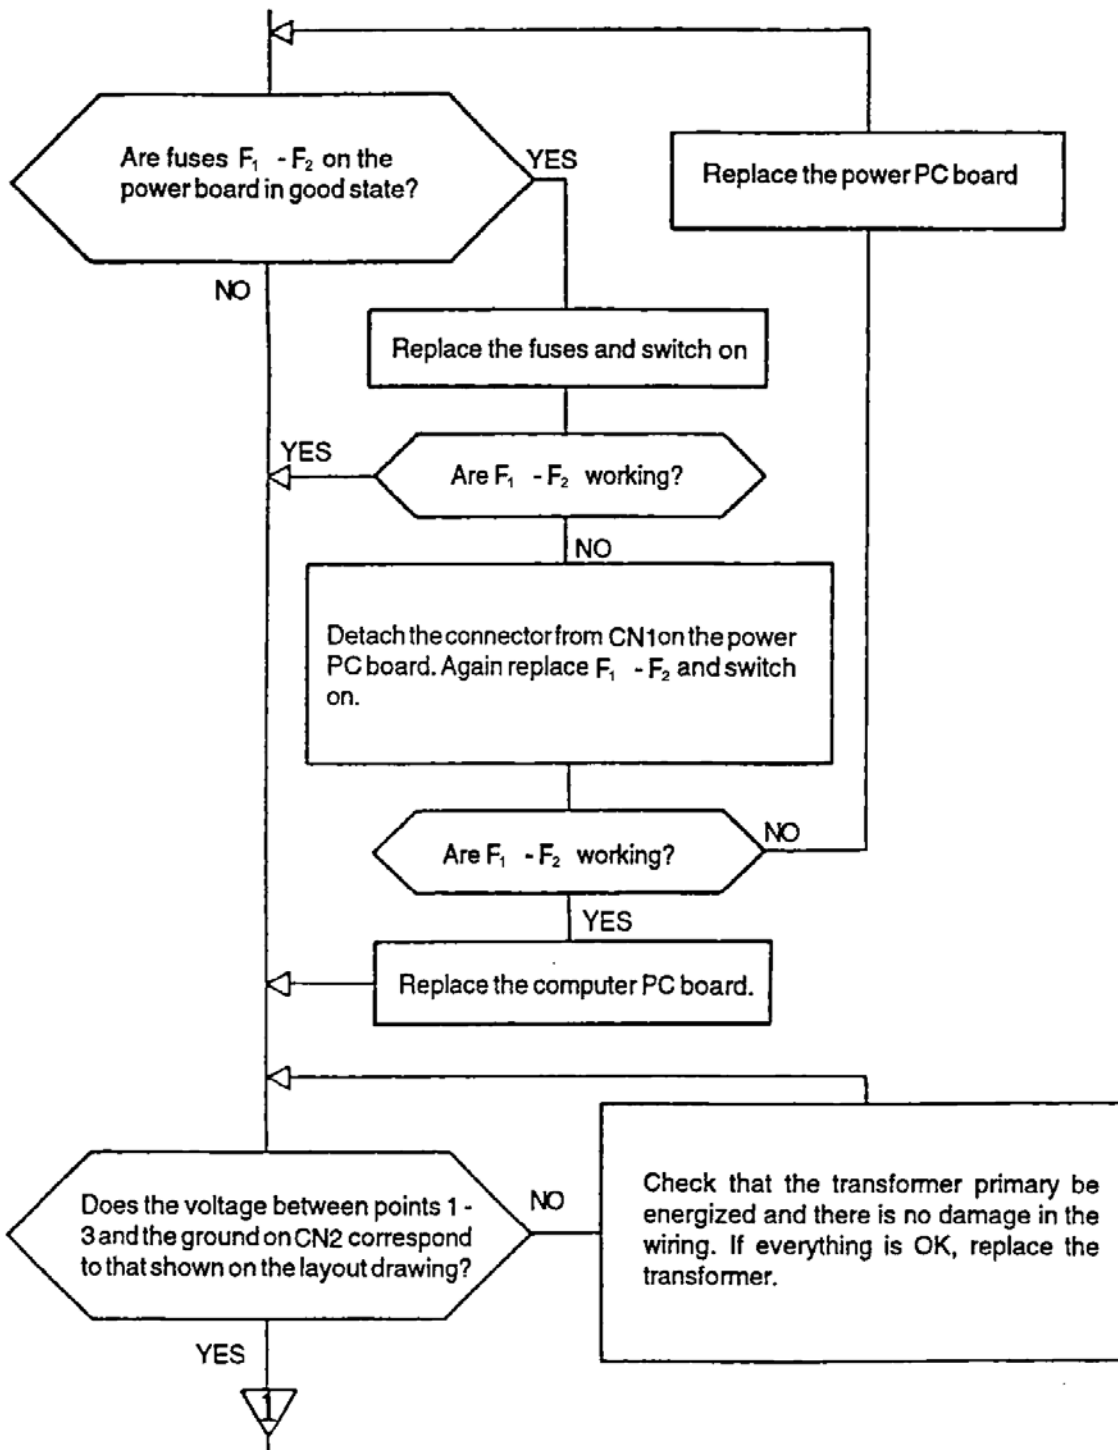 Are fuses F₁ - F₂ on the
power board in good state?
YES
Replace the power PC board
NO
Replace the fuses and switch on
YES
Are F₁ - F₂ working?
NO
Detach the connector from CN1 on the power
PC board. Again replace F₁ - F₂ and switch
on.
Are F₁ - F₂ working?
NO
YES
Replace the computer PC board.
Does the voltage between points 1 -
3 and the ground on CN2 correspond
to that shown on the layout drawing?
NO
Check that the transformer primary be
energized and there is no damage in the
wiring. If everything is OK, replace the
transformer.
YES
1